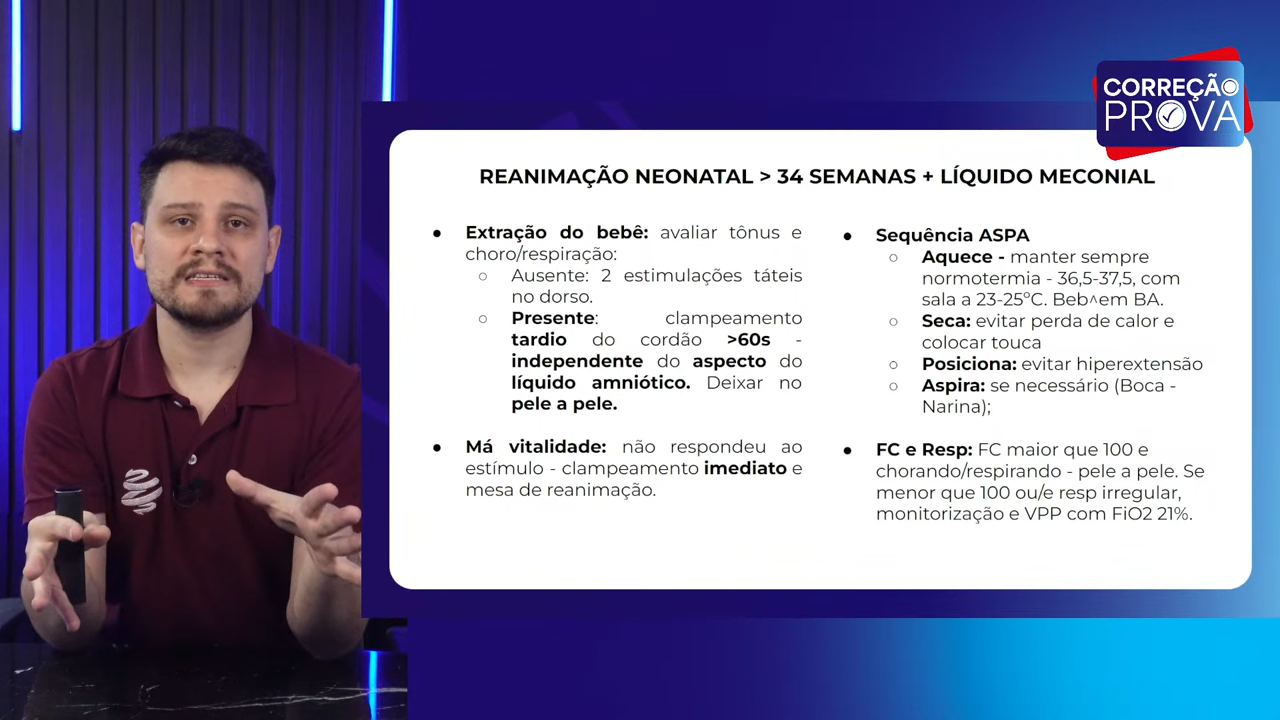 CORREÇÃO
PROVA
REANIMAÇÃO NEONATAL > 34 SEMANAS + LÍQUIDO MECONIAL
● Extração do bebê: avaliar tônus e
choro/respiração:
○ Ausente: 2 estimulações táteis
no dorso.
○ Presente: clampeamento
tardio do cordão >60s -
independente do aspecto do
líquido amniótico. Deixar no
pele a pele.
● Má vitalidade: não respondeu ao
estímulo - clampeamento imediato e
mesa de reanimação.
● Sequência ASPA
○ Aquece - manter sempre
normotermia - 36,5-37,5, com
sala a 23-25ºC. Beb^em BA.
○ Seca: evitar perda de calor e
colocar touca
○ Posiciona: evitar hiperextensão
○ Aspira: se necessário (Boca -
Narina);
● FC e Resp: FC maior que 100 e
chorando/respirando - pele a pele. Se
menor que 100 ou/e resp irregular,
monitorização e VPP com FiO2 21%.